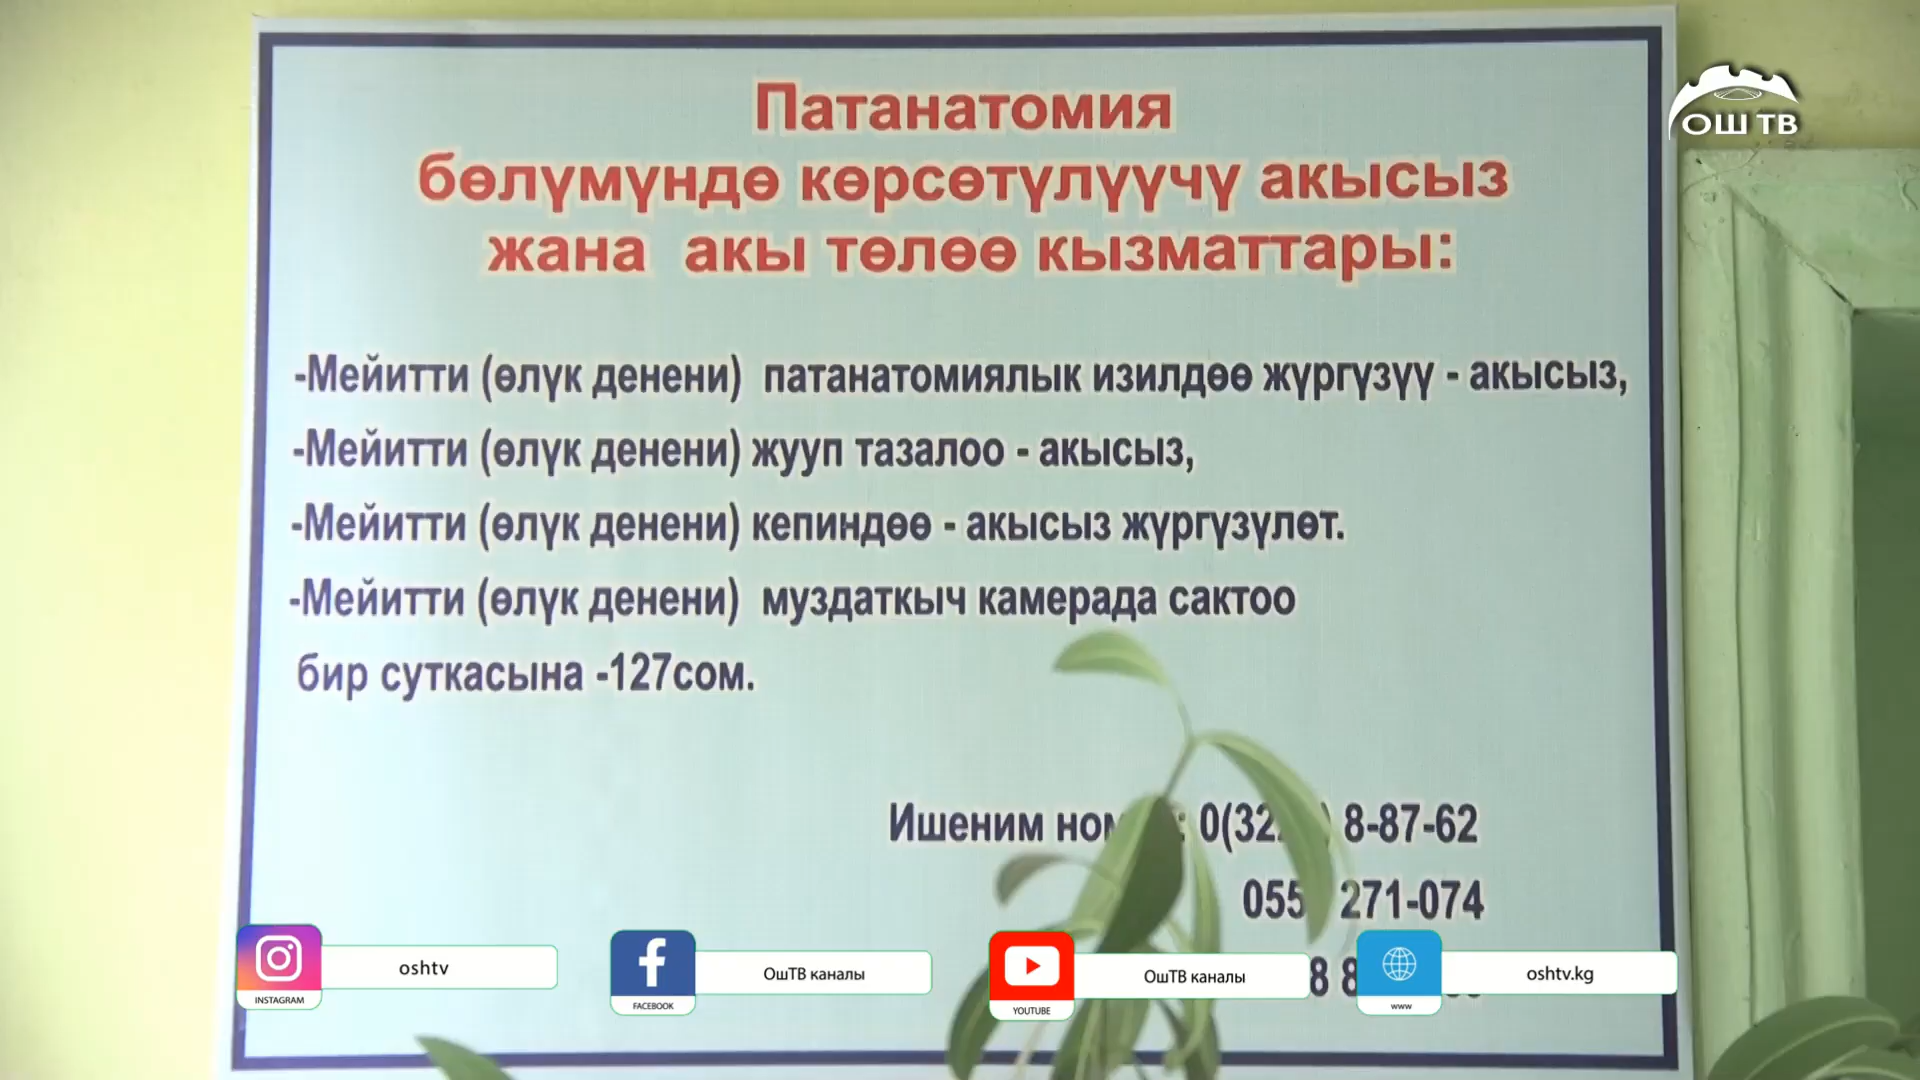 Патанатомия
бөлүмүндө көрсөтүлүүчү акысыз
жана акы төлөө кызматтары:
ОШ ТВ
-Мейитти (өлүк денени) патанатомиялык изилдөө жүргүзүү - акысыз,
-Мейитти (өлүк денени) жууп тазалоо - акысыз,
-Мейитти (өлүк денени) кепиндөө - акысыз жүргүзүлөт.
-Мейитти (өлүк денени) муздаткыч камерада сактоо
бир суткасына -127сом.
Ишеним 8-87-62
271-074
oshtv
INSTAGRAM
ОшТВ каналы
FACEBOOK
ОшТВ каналы
YOUTUBE
oshtv.kg
www